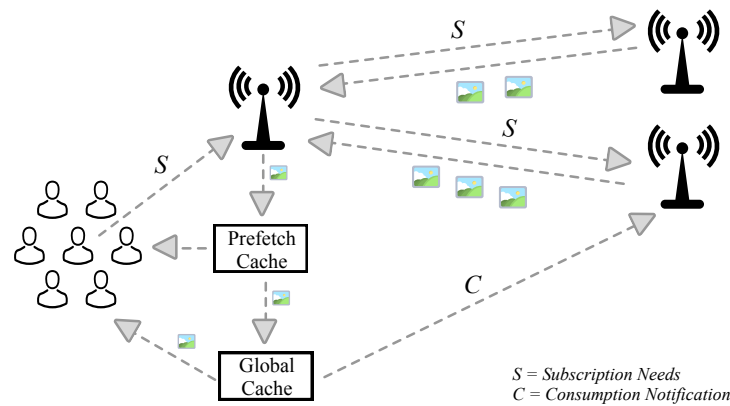 S
S
S
Prefetch
Cache
C
Global
Cache
S = Subscription Needs
C = Consumption Notification